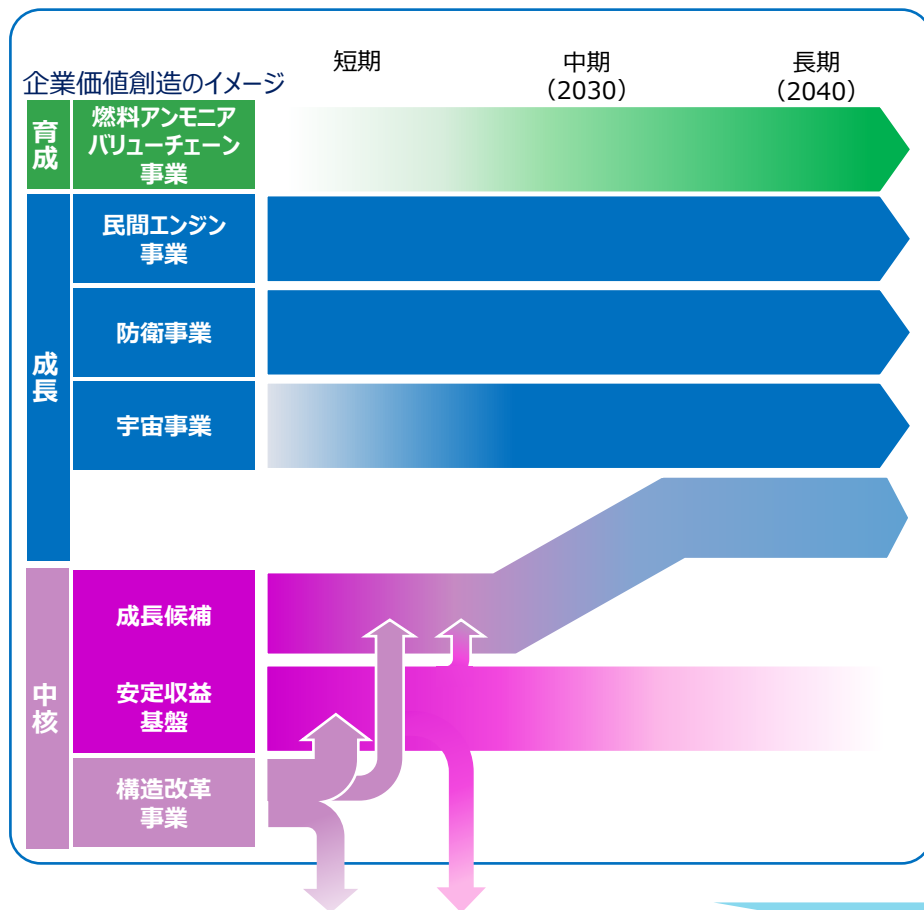 企業価値創造のイメージ
短期
中期
（2030）
長期
（2040）
育成
燃料アンモニア
バリューチェーン
事業
成長
民間エンジン
事業
防衛事業
宇宙事業
中核
成長候補
安定収益
基盤
構造改革
事業